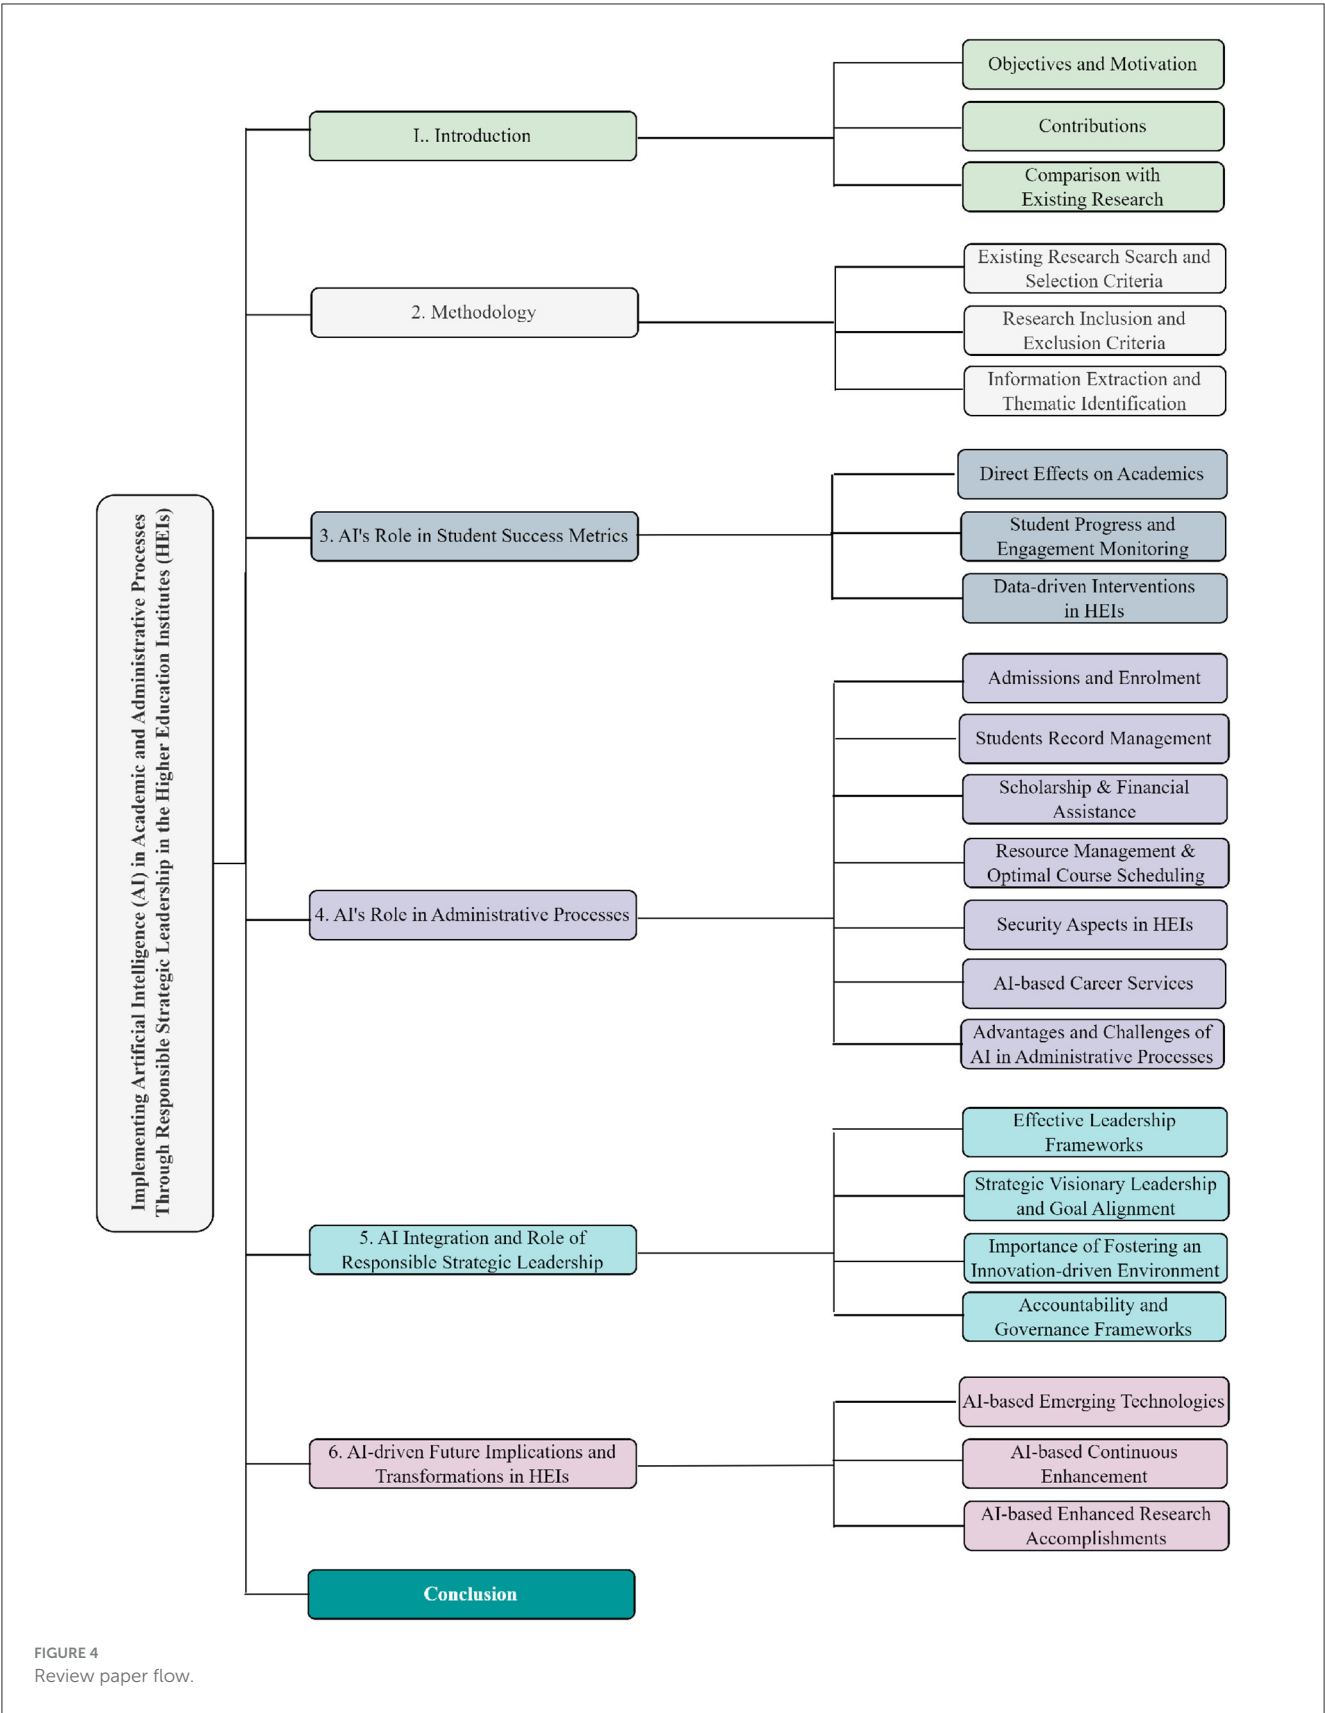 Implementing Artificial Intelligence (AI) in Academic and Administrative Processes
Through Responsible Strategic Leadership in the Higher Education Institutes (HEIs)
I.. Introduction
Objectives and Motivation
Contributions
Comparison with
Existing Research
2. Methodology
Existing Research Search and
Selection Criteria
Research Inclusion and
Exclusion Criteria
Information Extraction and
Thematic Identification
3. AI's Role in Student Success Metrics
Direct Effects on Academics
Student Progress and
Engagement Monitoring
Data-driven Interventions
in HEIs
4. AI's Role in Administrative Processes
Admissions and Enrolment
Students Record Management
Scholarship & Financial
Assistance
Resource Management &
Optimal Course Scheduling
Security Aspects in HEIs
AI-based Career Services
Advantages and Challenges of
AI in Administrative Processes
5. AI Integration and Role of
Responsible Strategic Leadership
Effective Leadership
Frameworks
Strategic Visionary Leadership
and Goal Alignment
Importance of Fostering an
Innovation-driven Environment
Accountability and
Governance Frameworks
6. AI-driven Future Implications and
Transformations in HEIs
AI-based Emerging Technologies
AI-based Continuous
Enhancement
AI-based Enhanced Research
Accomplishments
Conclusion
FIGURE 4
Review paper flow.